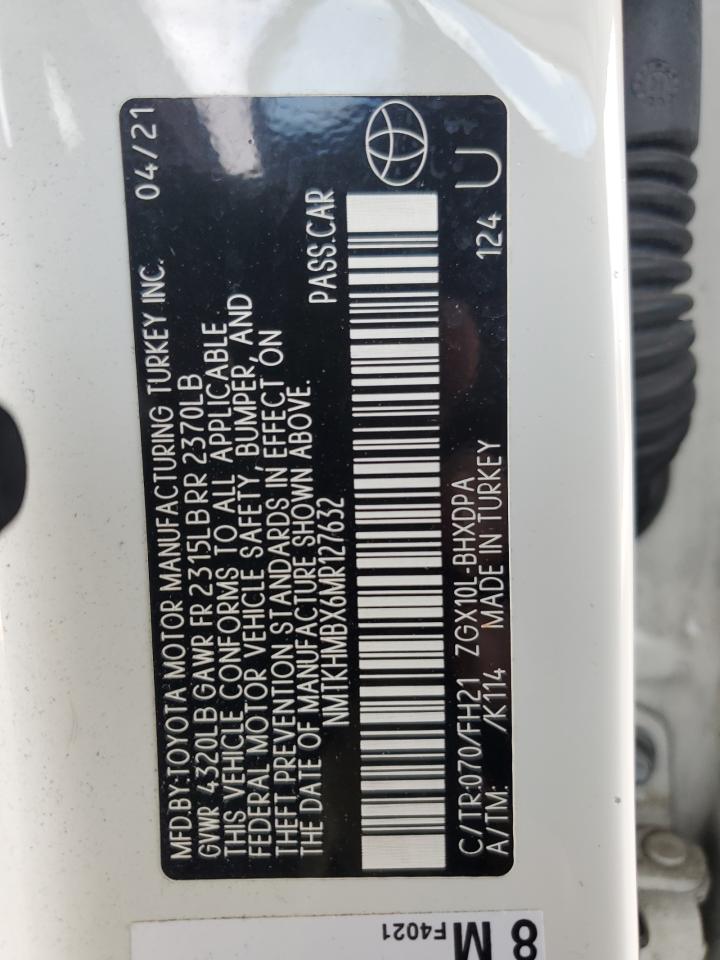 MFD.BY:TOYOTA MOTOR MANUFACTURING TURKEY INC. 04/21
GVWR 4320LB GAWR FR 2315LB RR 2370LB
THIS VEHICLE CONFORMS TO ALL APPLICABLE
FEDERAL MOTOR VEHICLE SAFETY, BUMPER, AND
THEFT PREVENTION STANDARDS IN EFFECT ON
THE DATE OF MANUFACTURE SHOWN ABOVE.
NMTKHMBX6MR127632 PASS.CAR
C/TR:070/FH21 ZGX10L-BHXDPA
A/TM: /K114 MADE IN TURKEY 124 U
F4021
8 M